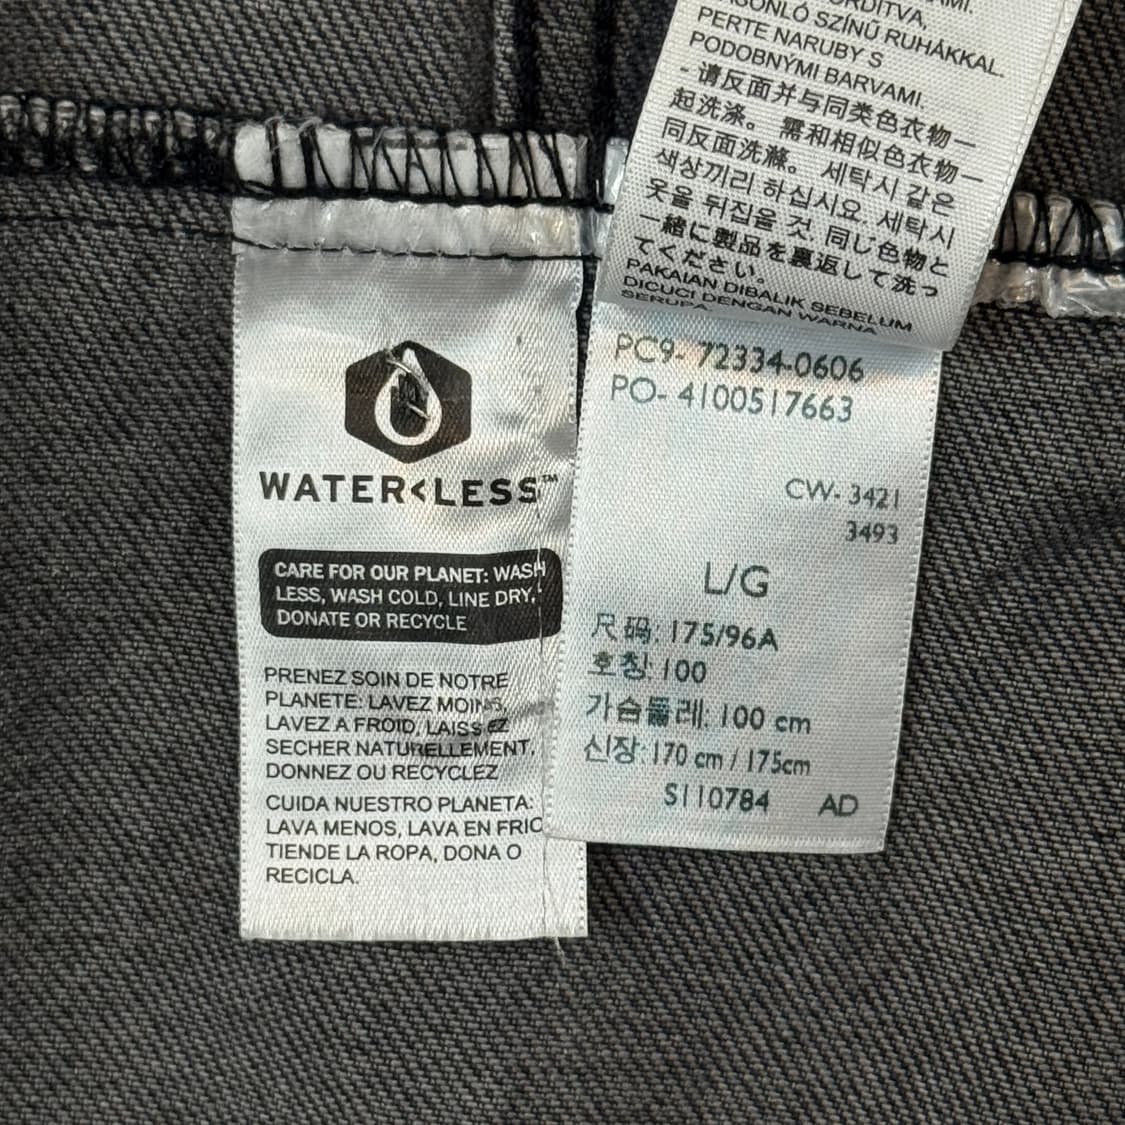 WATER<LESS™
CARE FOR OUR PLANET: WASH
LESS, WASH COLD, LINE DRY,
DONATE OR RECYCLE
PRENEZ SOIN DE NOTRE
PLANETE: LAVEZ MOINS,
LAVEZ A FROID, LAISSEZ
SECHER NATURELLEMENT,
DONNEZ OU RECYCLEZ
CUIDA NUESTRO PLANETA:
LAVA MENOS, LAVA EN FRIO
TIENDE LA ROPA, DONA O
RECICLA.
SZÍNŰ RUHÁKKAL.
PERTE NARUBY S
PODOBNÝMI BARVAMI.
- 请反面并与同类色衣物一
起洗涤。 需和相似色衣物一
同反面洗滌。 세탁시 같은
색상끼리 하십시요. 세탁시
옷을 뒤집을 것. 同じ色物と
一緒に製品を裏返して洗っ
てください。
PAKAIAN DIBALIK SEBELUM
DICUCI DENGAN WARNA
SERUPA.
PC9- 72334-0606
PO- 4100517663
CW- 3421
3493
L/G
尺码: 175/96A
호칭: 100
가슴둘레: 100 cm
신장: 170 cm / 175cm
S110784 AD